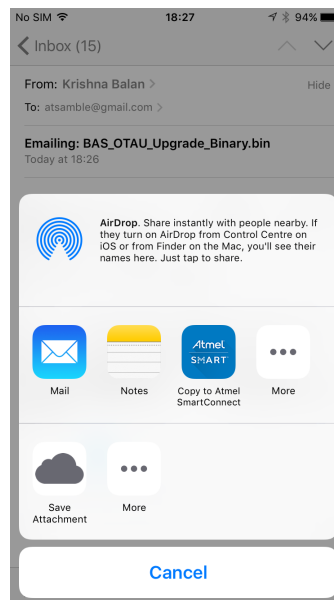 No SIM 18:27 94%
Inbox (15)
From: Krishna Balan Hide
To: atsamble@gmail.com
Emailing: BAS_OTAU_Upgrade_Binary.bin
Today at 18:26
AirDrop. Share instantly with people nearby. If
they turn on AirDrop from Control Centre on
iOS or from Finder on the Mac, you'll see their
names here. Just tap to share.
Atmel
SMART
Mail Notes Copy to Atmel More
SmartConnect
Save More
Attachment
Cancel